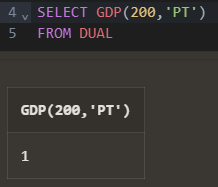 4 SELECT GDP(200,'PT')
5 FROM DUAL
GDP(200,'PT')
1